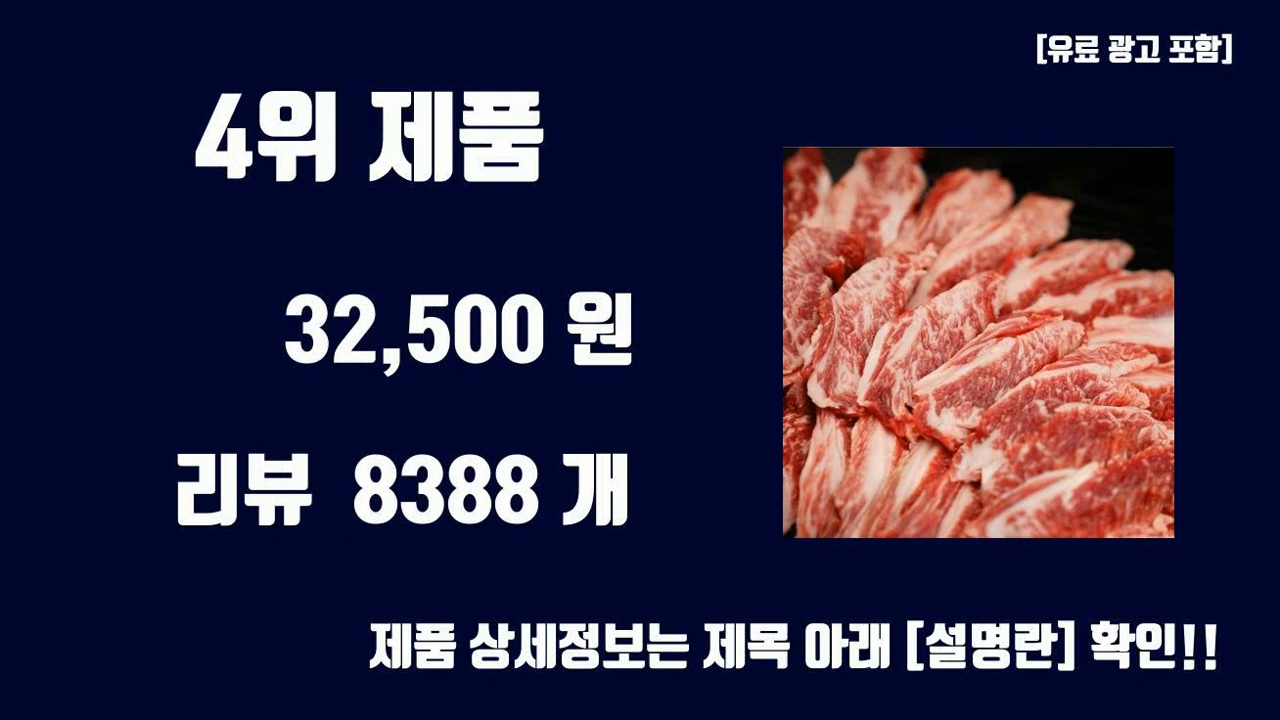 [유료 광고 포함]
4위 제품
32,500 원
리뷰 8388 개
제품 상세정보는 제목 아래 [설명란] 확인!!